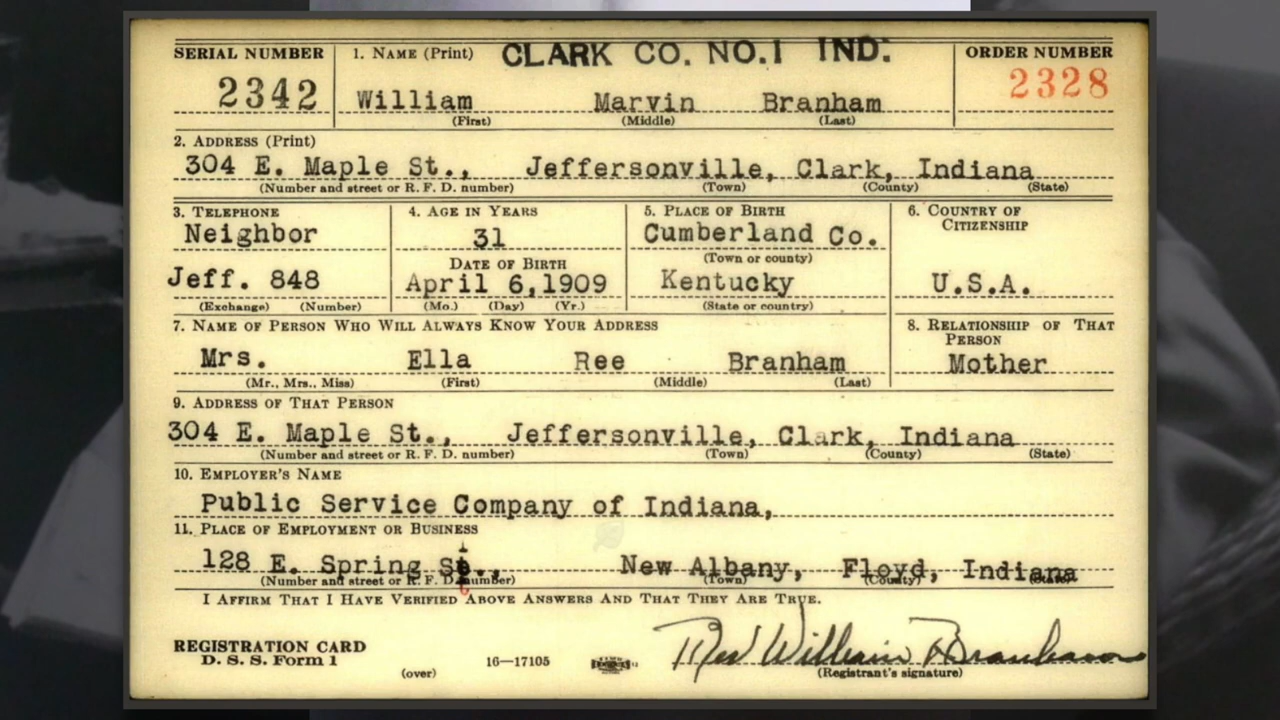 SERIAL NUMBER
1. NAME (Print)
CLARK CO. NO.1 IND.
ORDER NUMBER
2342
William Marvin Branham
2328
(First) (Middle) (Last)
2. ADDRESS (Print)
304 E. Maple St., Jeffersonville, Clark, Indiana
(Number and street or R. F. D. number) (Town) (County) (State)
3. TELEPHONE
Neighbor
Jeff. 848
(Exchange) (Number)
4. AGE IN YEARS
31
DATE OF BIRTH
April 6,1909
(Mo.) (Day) (Yr.)
5. PLACE OF BIRTH
Cumberland Co.
(Town or county)
Kentucky
(State or country)
6. COUNTRY OF
CITIZENSHIP
U.S.A.
7. NAME OF PERSON WHO WILL ALWAYS KNOW YOUR ADDRESS
Mrs. Ella Ree Branham
(Mr., Mrs., Miss) (First) (Middle) (Last)
8. RELATIONSHIP OF THAT
PERSON
Mother
9. ADDRESS OF THAT PERSON
304 E. Maple St., Jeffersonville, Clark, Indiana
(Number and street or R. F. D. number) (Town) (County) (State)
10. EMPLOYER'S NAME
Public Service Company of Indiana,
11. PLACE OF EMPLOYMENT OR BUSINESS
128 E. Spring St., New Albany, Floyd, Indiana
(Number and street or R. F. D. number) (Town) (County) (State)
I AFFIRM THAT I HAVE VERIFIED ABOVE ANSWERS AND THAT THEY ARE TRUE.
REGISTRATION CARD
D. S. S. Form 1
(over)
16—17105
Rev William Branham
(Registrant's signature)